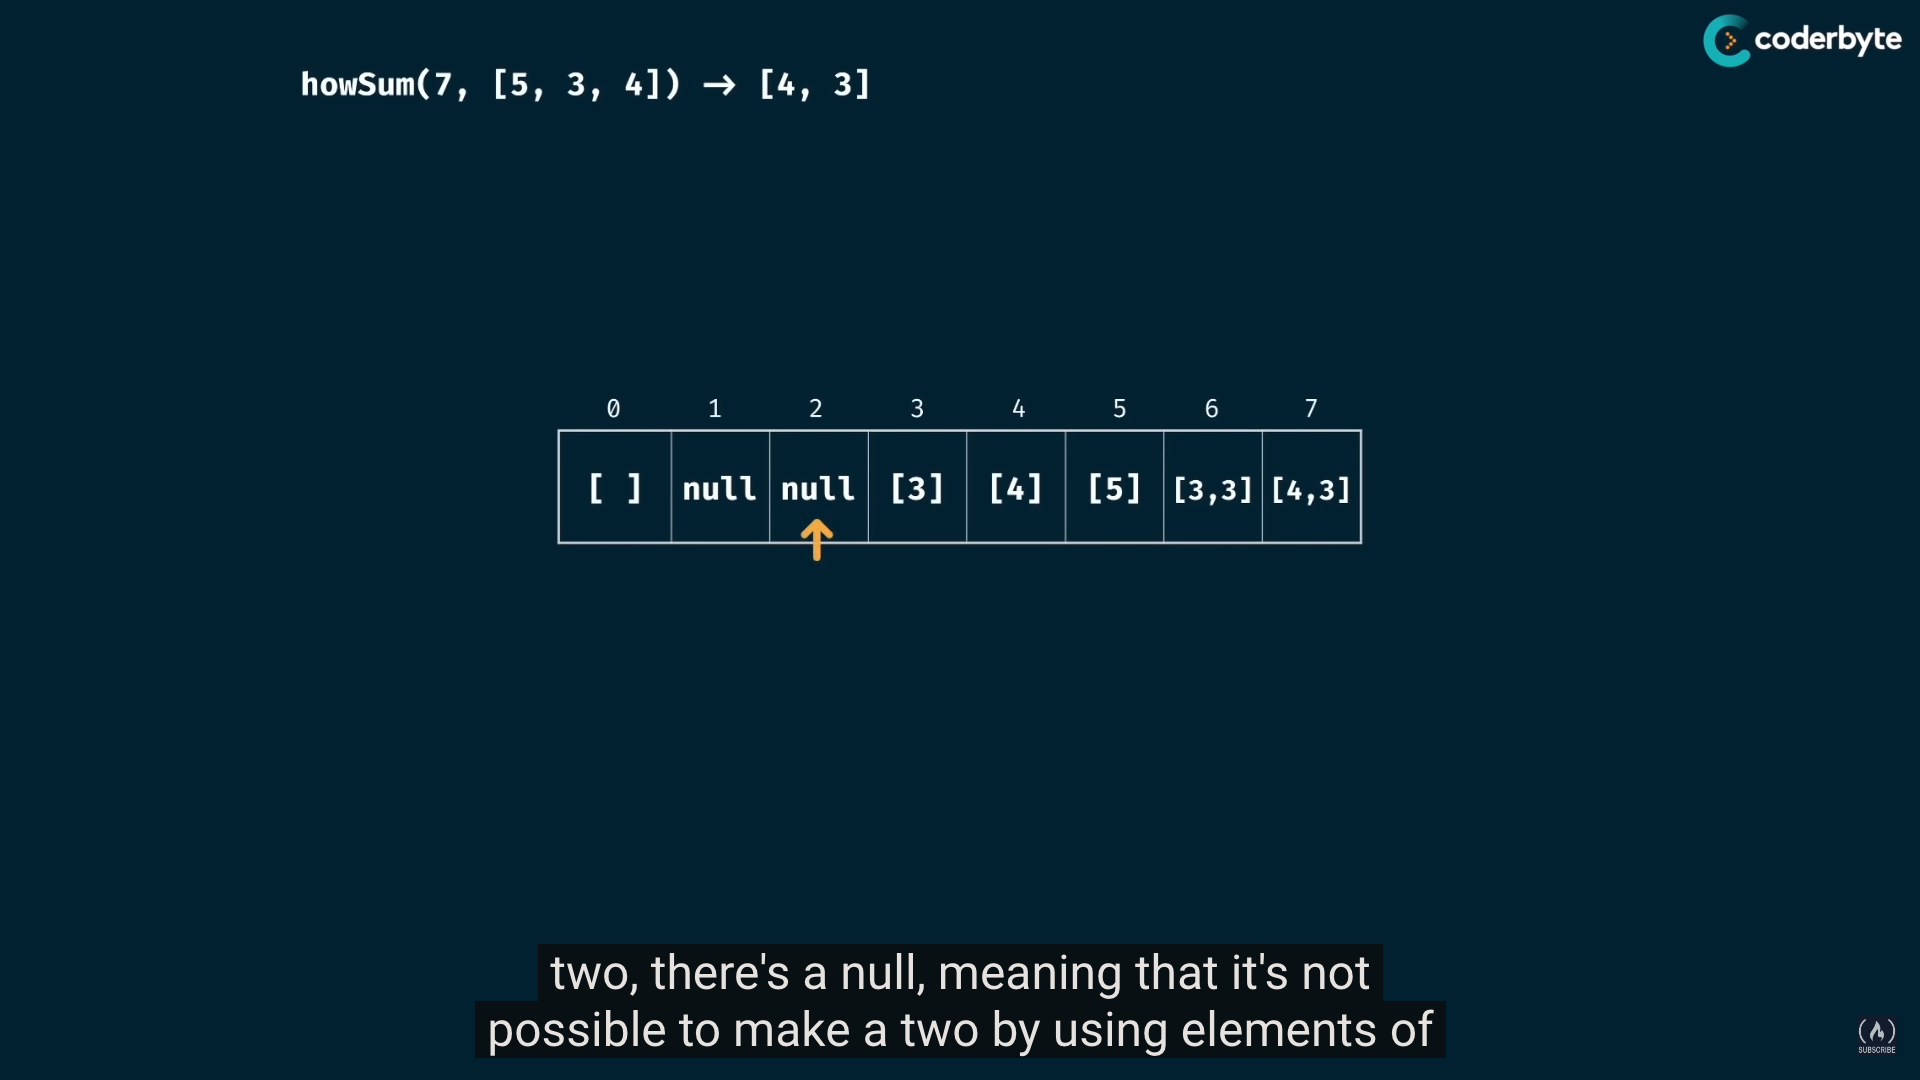 coderbyte
howSum(7, [5, 3, 4]) → [4, 3]
0 1 2 3 4 5 6 7
[ ] null null [3] [4] [5] [3,3] [4,3]
two, there's a null, meaning that it's not
possible to make a two by using elements of
SUBSCRIBE